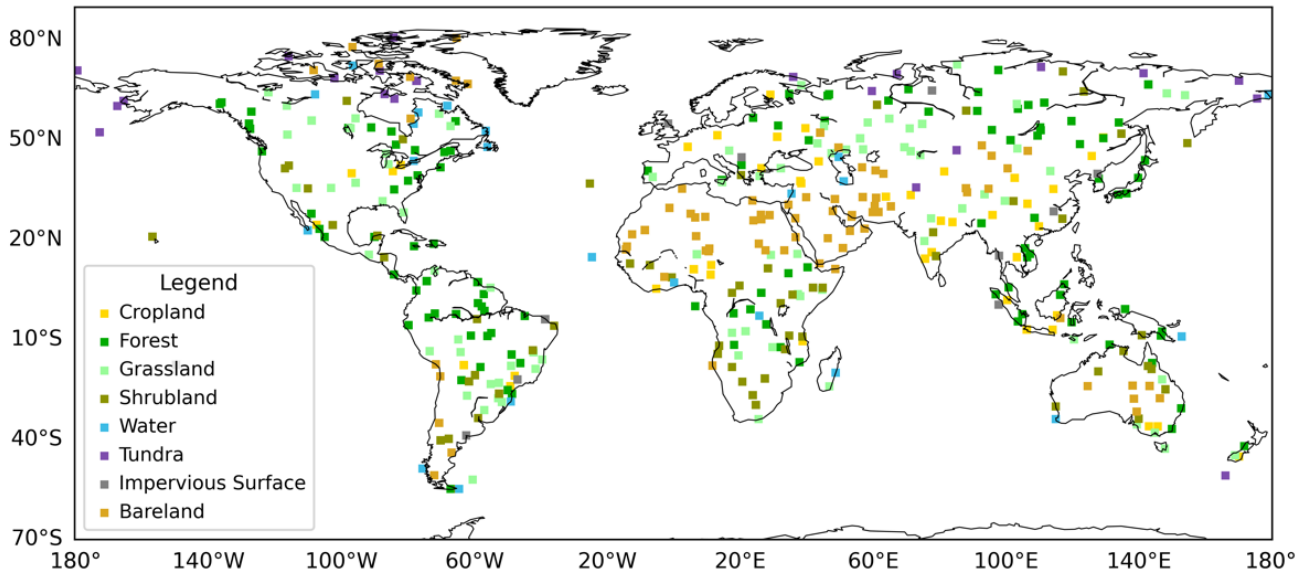 80°N
50°N
20°N
10°S
40°S
70°S
Legend
Cropland
Forest
Grassland
Shrubland
Water
Tundra
Impervious Surface
Bareland
180°W 140°W 100°W 60°W 20°W 20°E 60°E 100°E 140°E 180°